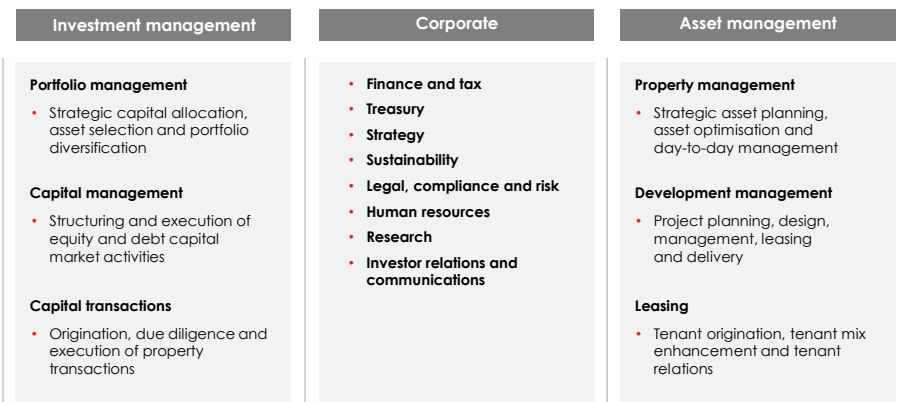 Investment management
Portfolio management
• Strategic capital allocation,
asset selection and portfolio
diversification
Capital management
• Structuring and execution of
equity and debt capital
market activities
Capital transactions
• Origination, due diligence and
execution of property
transactions
Corporate
• Finance and tax
• Treasury
• Strategy
• Sustainability
• Legal, compliance and risk
• Human resources
• Research
• Investor relations and
communications
Asset management
Property management
• Strategic asset planning,
asset optimisation and
day-to-day management
Development management
• Project planning, design,
management, leasing
and delivery
Leasing
• Tenant origination, tenant mix
enhancement and tenant
relations